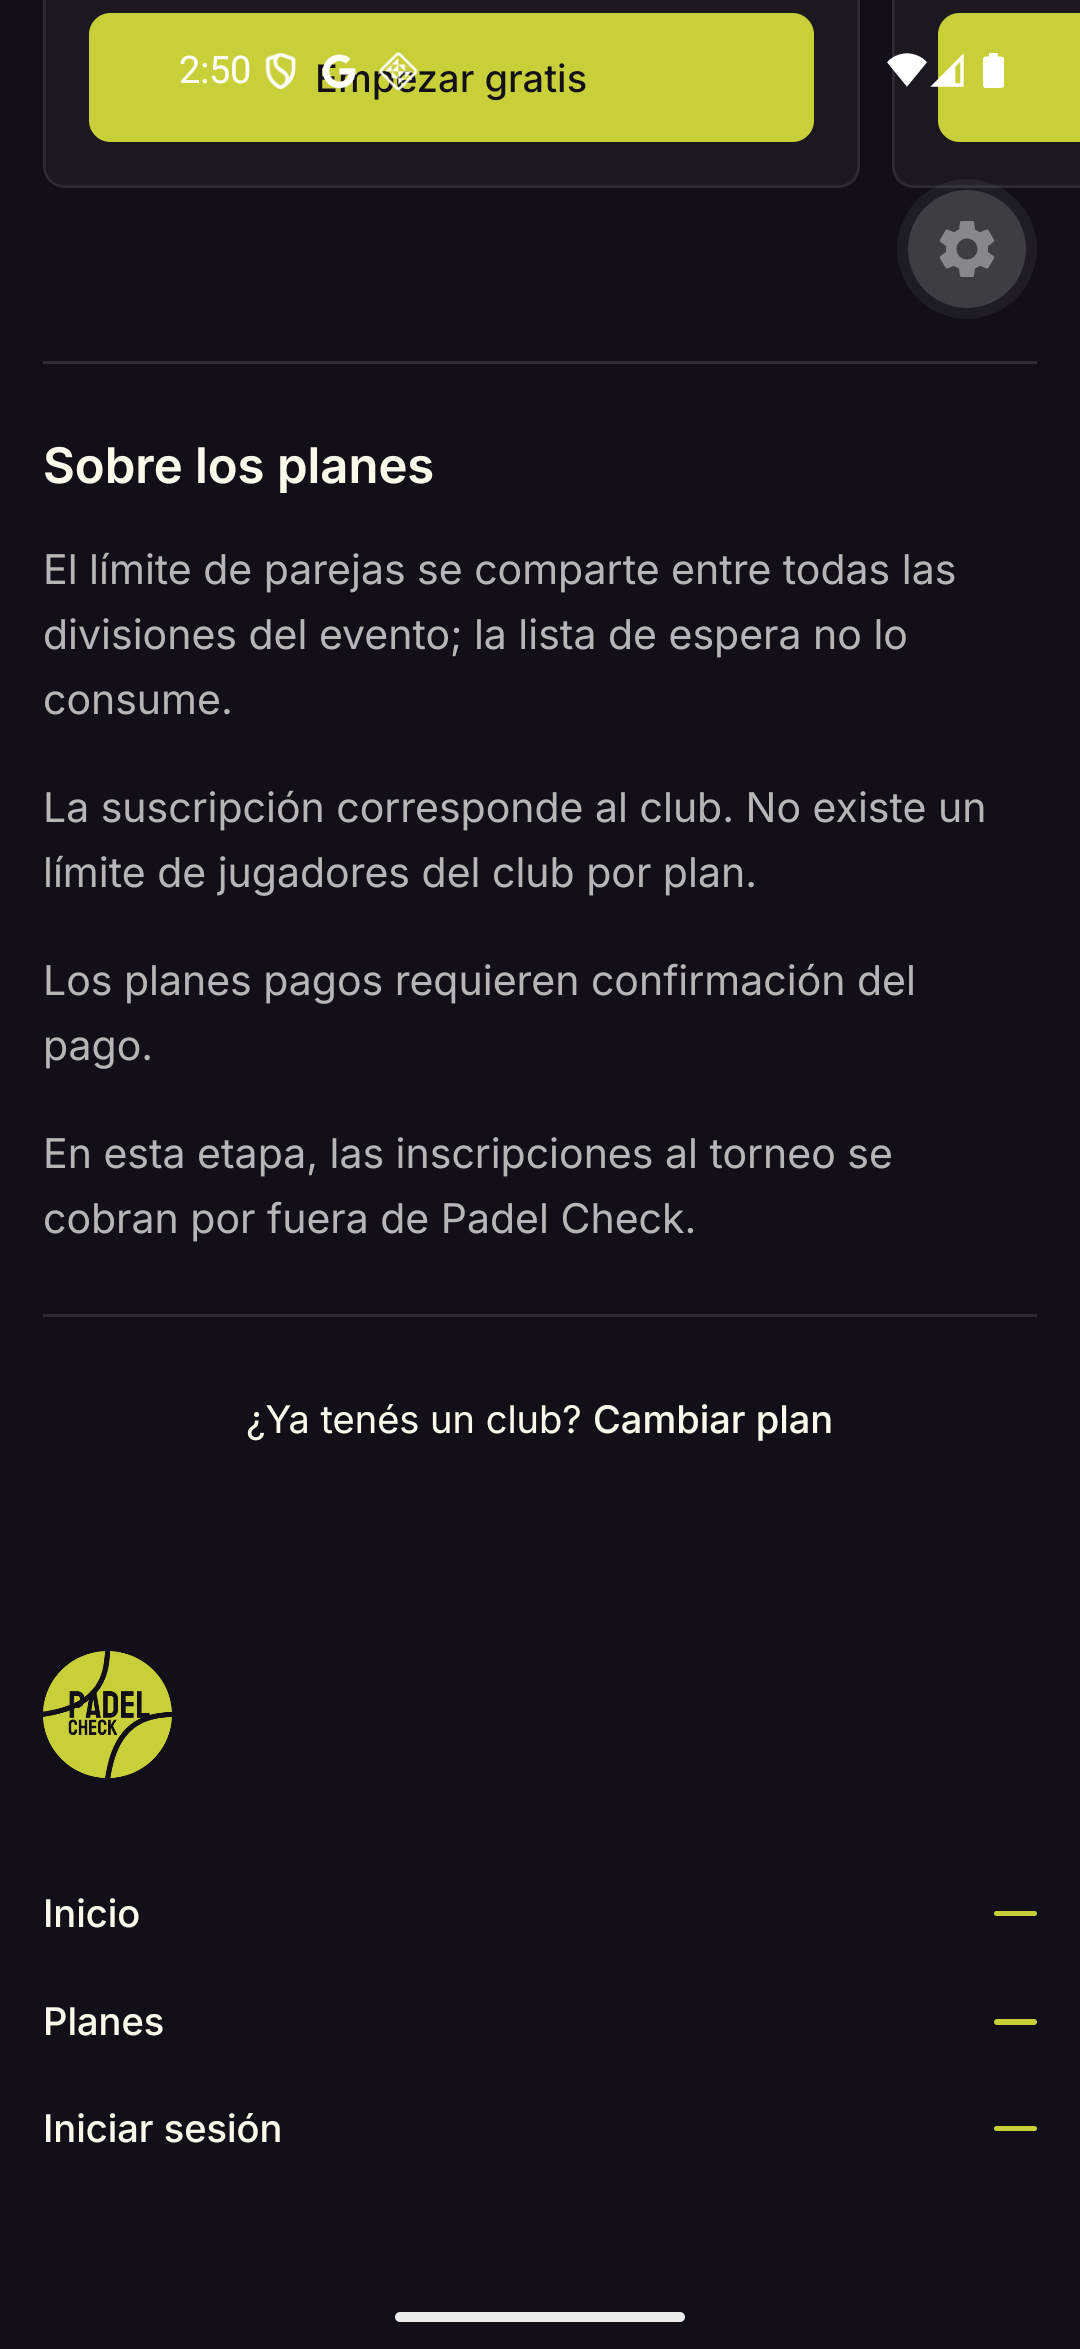 2:50
Empezar gratis
Sobre los planes
El límite de parejas se comparte entre todas las
divisiones del evento; la lista de espera no lo
consume.
La suscripción corresponde al club. No existe un
límite de jugadores del club por plan.
Los planes pagos requieren confirmación del
pago.
En esta etapa, las inscripciones al torneo se
cobran por fuera de Padel Check.
¿Ya tenés un club? Cambiar plan
PADEL
CHECK
Inicio
Planes
Iniciar sesión